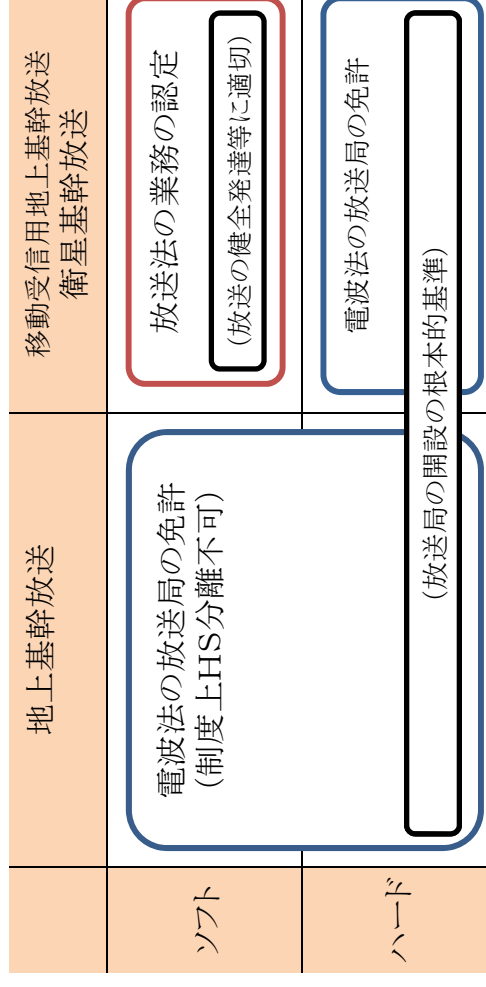 地上基幹放送
移動受信用地上基幹放送
衛星基幹放送
ソフト
電波法の放送局の免許
(制度上HS分離不可)
放送法の業務の認定
(放送の健全発達等に適切)
ハード
電波法の放送局の免許
(放送局の開設の根本的基準)